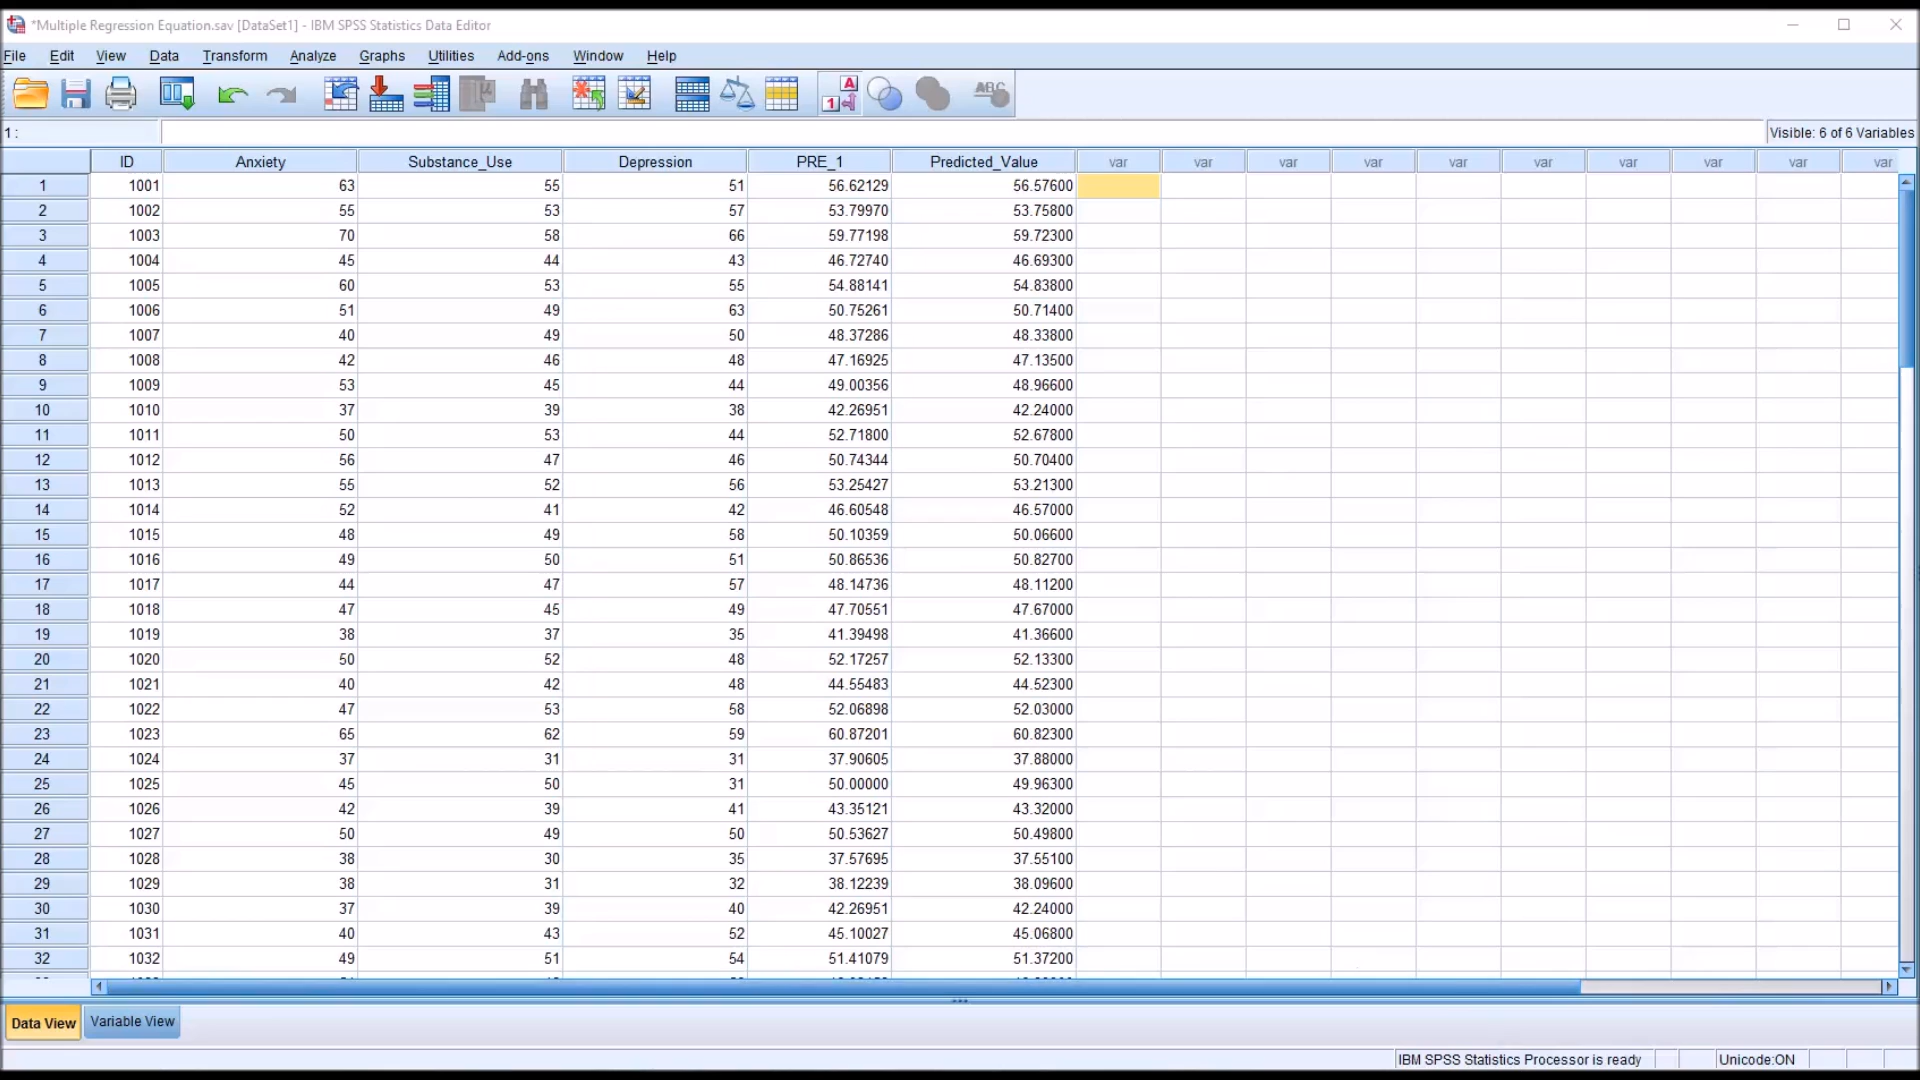 *Multiple Regression Equation.sav [DataSet1] - IBM SPSS Statistics Data Editor
File Edit View Data Transform Analyze Graphs Utilities Add-ons Window Help
1 A ABC
1 : Visible: 6 of 6 Variables
ID Anxiety Substance_Use Depression PRE_1 Predicted_Value var var var var var var var var var var
1 1001 63 55 51 56.62129 56.57600
2 1002 55 53 57 53.79970 53.75800
3 1003 70 58 66 59.77198 59.72300
4 1004 45 44 43 46.72740 46.69300
5 1005 60 53 55 54.88141 54.83800
6 1006 51 49 63 50.75261 50.71400
7 1007 40 49 50 48.37286 48.33800
8 1008 42 46 48 47.16925 47.13500
9 1009 53 45 44 49.00356 48.96600
10 1010 37 39 38 42.26951 42.24000
11 1011 50 53 44 52.71800 52.67800
12 1012 56 47 46 50.74344 50.70400
13 1013 55 52 56 53.25427 53.21300
14 1014 52 41 42 46.60548 46.57000
15 1015 48 49 58 50.10359 50.06600
16 1016 49 50 51 50.86536 50.82700
17 1017 44 47 57 48.14736 48.11200
18 1018 47 45 49 47.70551 47.67000
19 1019 38 37 35 41.39498 41.36600
20 1020 50 52 48 52.17257 52.13300
21 1021 40 42 48 44.55483 44.52300
22 1022 47 53 58 52.06898 52.03000
23 1023 65 62 59 60.87201 60.82300
24 1024 37 31 31 37.90605 37.88000
25 1025 45 50 31 50.00000 49.96300
26 1026 42 39 41 43.35121 43.32000
27 1027 50 49 50 50.53627 50.49800
28 1028 38 30 35 37.57695 37.55100
29 1029 38 31 32 38.12239 38.09600
30 1030 37 39 40 42.26951 42.24000
31 1031 40 43 52 45.10027 45.06800
32 1032 49 51 54 51.41079 51.37200
Data View Variable View
IBM SPSS Statistics Processor is ready Unicode:ON